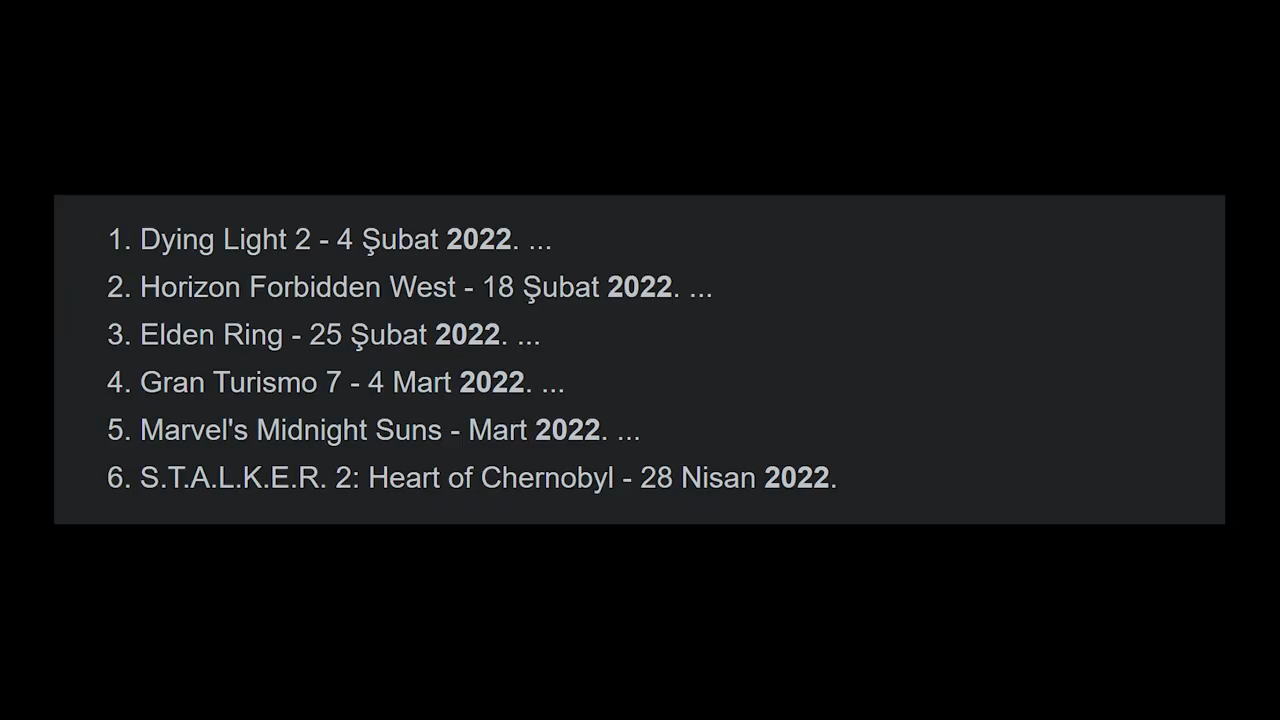 1. Dying Light 2 - 4 Şubat 2022. ...
2. Horizon Forbidden West - 18 Şubat 2022. ...
3. Elden Ring - 25 Şubat 2022. ...
4. Gran Turismo 7 - 4 Mart 2022. ...
5. Marvel's Midnight Suns - Mart 2022. ...
6. S.T.A.L.K.E.R. 2: Heart of Chernobyl - 28 Nisan 2022.